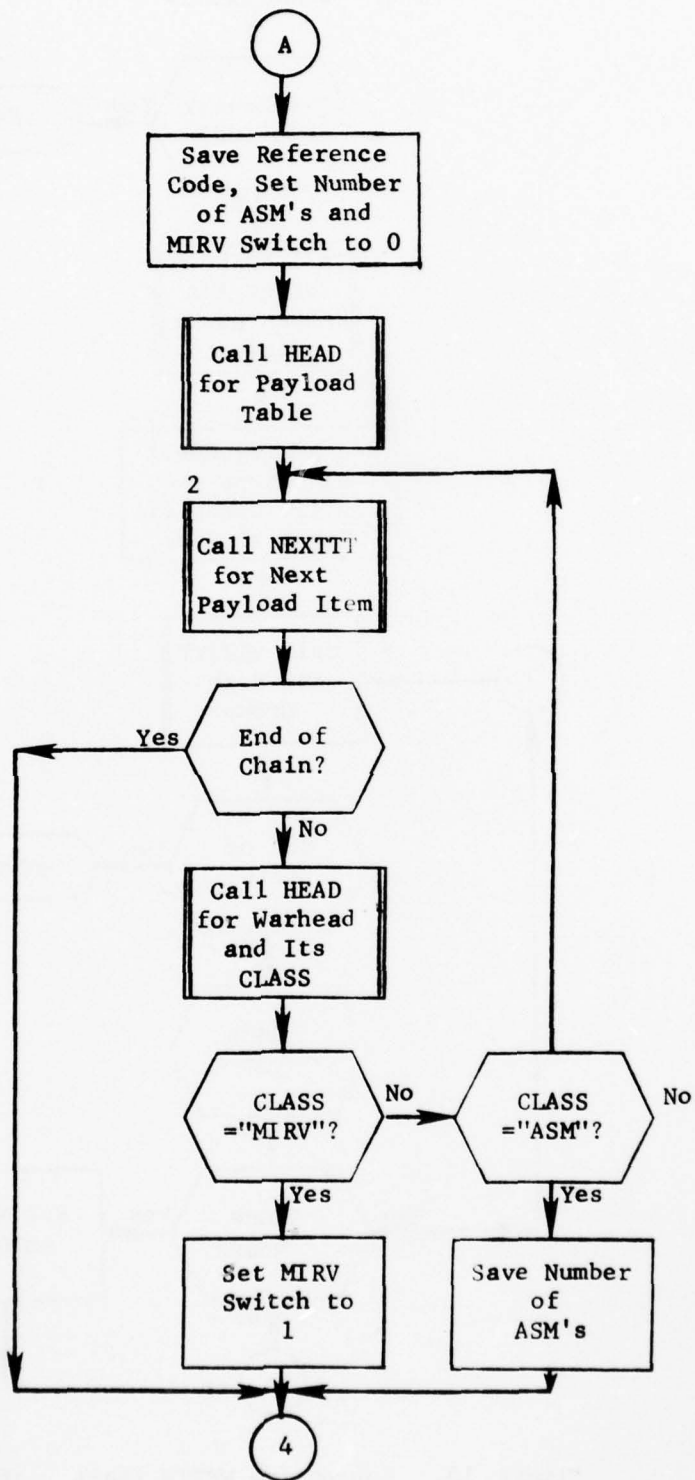 A
Save Reference
Code, Set Number
of ASM's and
MIRV Switch to 0
Call HEAD
for Payload
Table
2
Call NEXTTT
for Next
Payload Item
Yes
End of
Chain?
No
Call HEAD
for Warhead
and Its
CLASS
CLASS
="MIRV"?
No
CLASS
="ASM"?
No
Yes
Yes
Set MIRV
Switch to
1
Save Number
of
ASM's
4